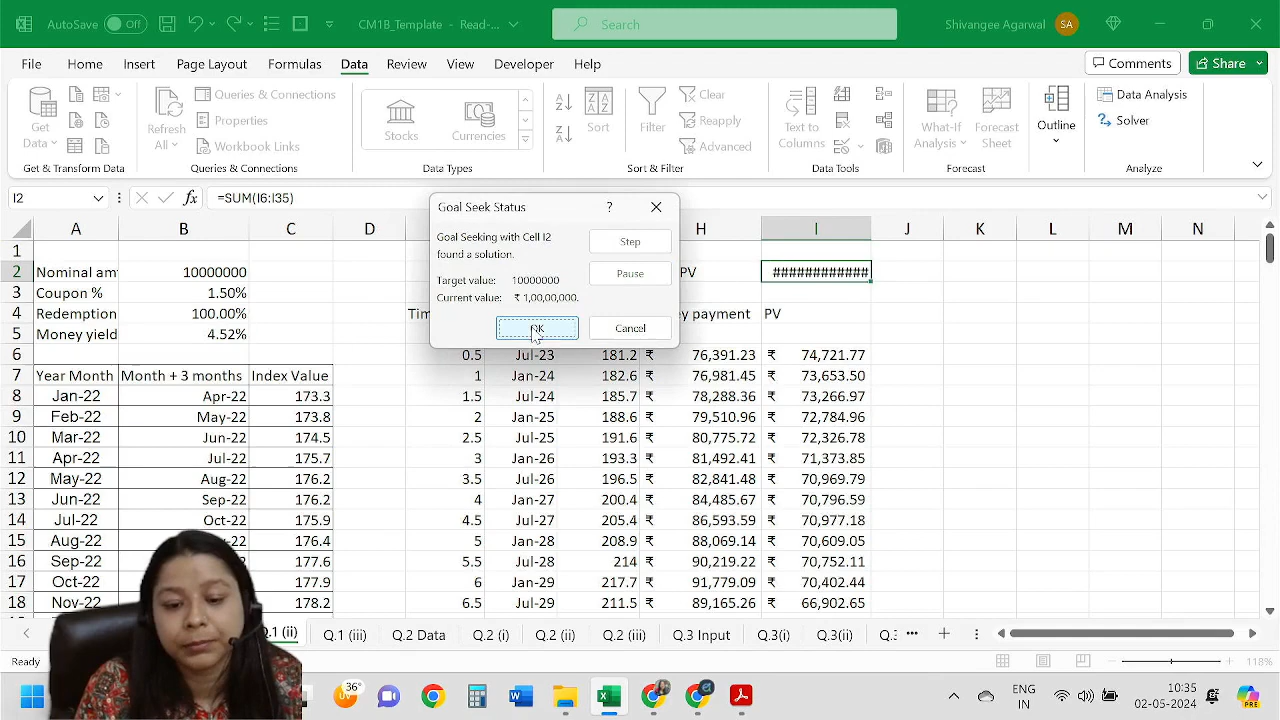 AutoSave Off CM1B_Template - Read-... Search Shivangee Agarwal SA
File Home Insert Page Layout Formulas Data Review View Developer Help Comments Share
Get Data Refresh All Queries & Connections Properties Workbook Links Stocks Currencies Sort Filter Clear Reapply Advanced Text to Columns What-If Analysis Forecast Sheet Outline Data Analysis Solver
Get & Transform Data Queries & Connections Data Types Sort & Filter Data Tools Forecast Analyze
I2 fx =SUM(I6:I35)
A B C D H I J K L M N
Goal Seek Status ?
Goal Seeking with Cell I2
found a solution.
Target value: 10000000
Current value: ₹ 1,00,00,000.
Step
Pause
OK Cancel
1
2 Nominal am 10000000 PV ############
3 Coupon % 1.50%
4 Redemption 100.00% Tim ey payment PV
5 Money yield 4.52%
6 0.5 Jul-23 181.2 ₹ 76,391.23 ₹ 74,721.77
7 Year Month Month + 3 months Index Value 1 Jan-24 182.6 ₹ 76,981.45 ₹ 73,653.50
8 Jan-22 Apr-22 173.3 1.5 Jul-24 185.7 ₹ 78,288.36 ₹ 73,266.97
9 Feb-22 May-22 173.8 2 Jan-25 188.6 ₹ 79,510.96 ₹ 72,784.96
10 Mar-22 Jun-22 174.5 2.5 Jul-25 191.6 ₹ 80,775.72 ₹ 72,326.78
11 Apr-22 Jul-22 175.7 3 Jan-26 193.3 ₹ 81,492.41 ₹ 71,373.85
12 May-22 Aug-22 176.2 3.5 Jul-26 196.5 ₹ 82,841.48 ₹ 70,969.79
13 Jun-22 Sep-22 176.2 4 Jan-27 200.4 ₹ 84,485.67 ₹ 70,796.59
14 Jul-22 Oct-22 175.9 4.5 Jul-27 205.4 ₹ 86,593.59 ₹ 70,977.18
15 Aug-22 176.4 5 Jan-28 208.9 ₹ 88,069.14 ₹ 70,609.05
16 Sep-22 177.6 5.5 Jul-28 214 ₹ 90,219.22 ₹ 70,752.11
17 Oct-22 177.9 6 Jan-29 217.7 ₹ 91,779.09 ₹ 70,402.44
18 Nov-22 178.2 6.5 Jul-29 211.5 ₹ 89,165.26 ₹ 66,902.65
.1 (ii) Q.1 (iii) Q.2 Data Q.2 (i) Q.2 (ii) Q.2 (iii) Q.3 Input Q.3(i) Q.3(ii) Q.:
Ready 118%
36° ENG IN 10:35 02-05-2024 PRE